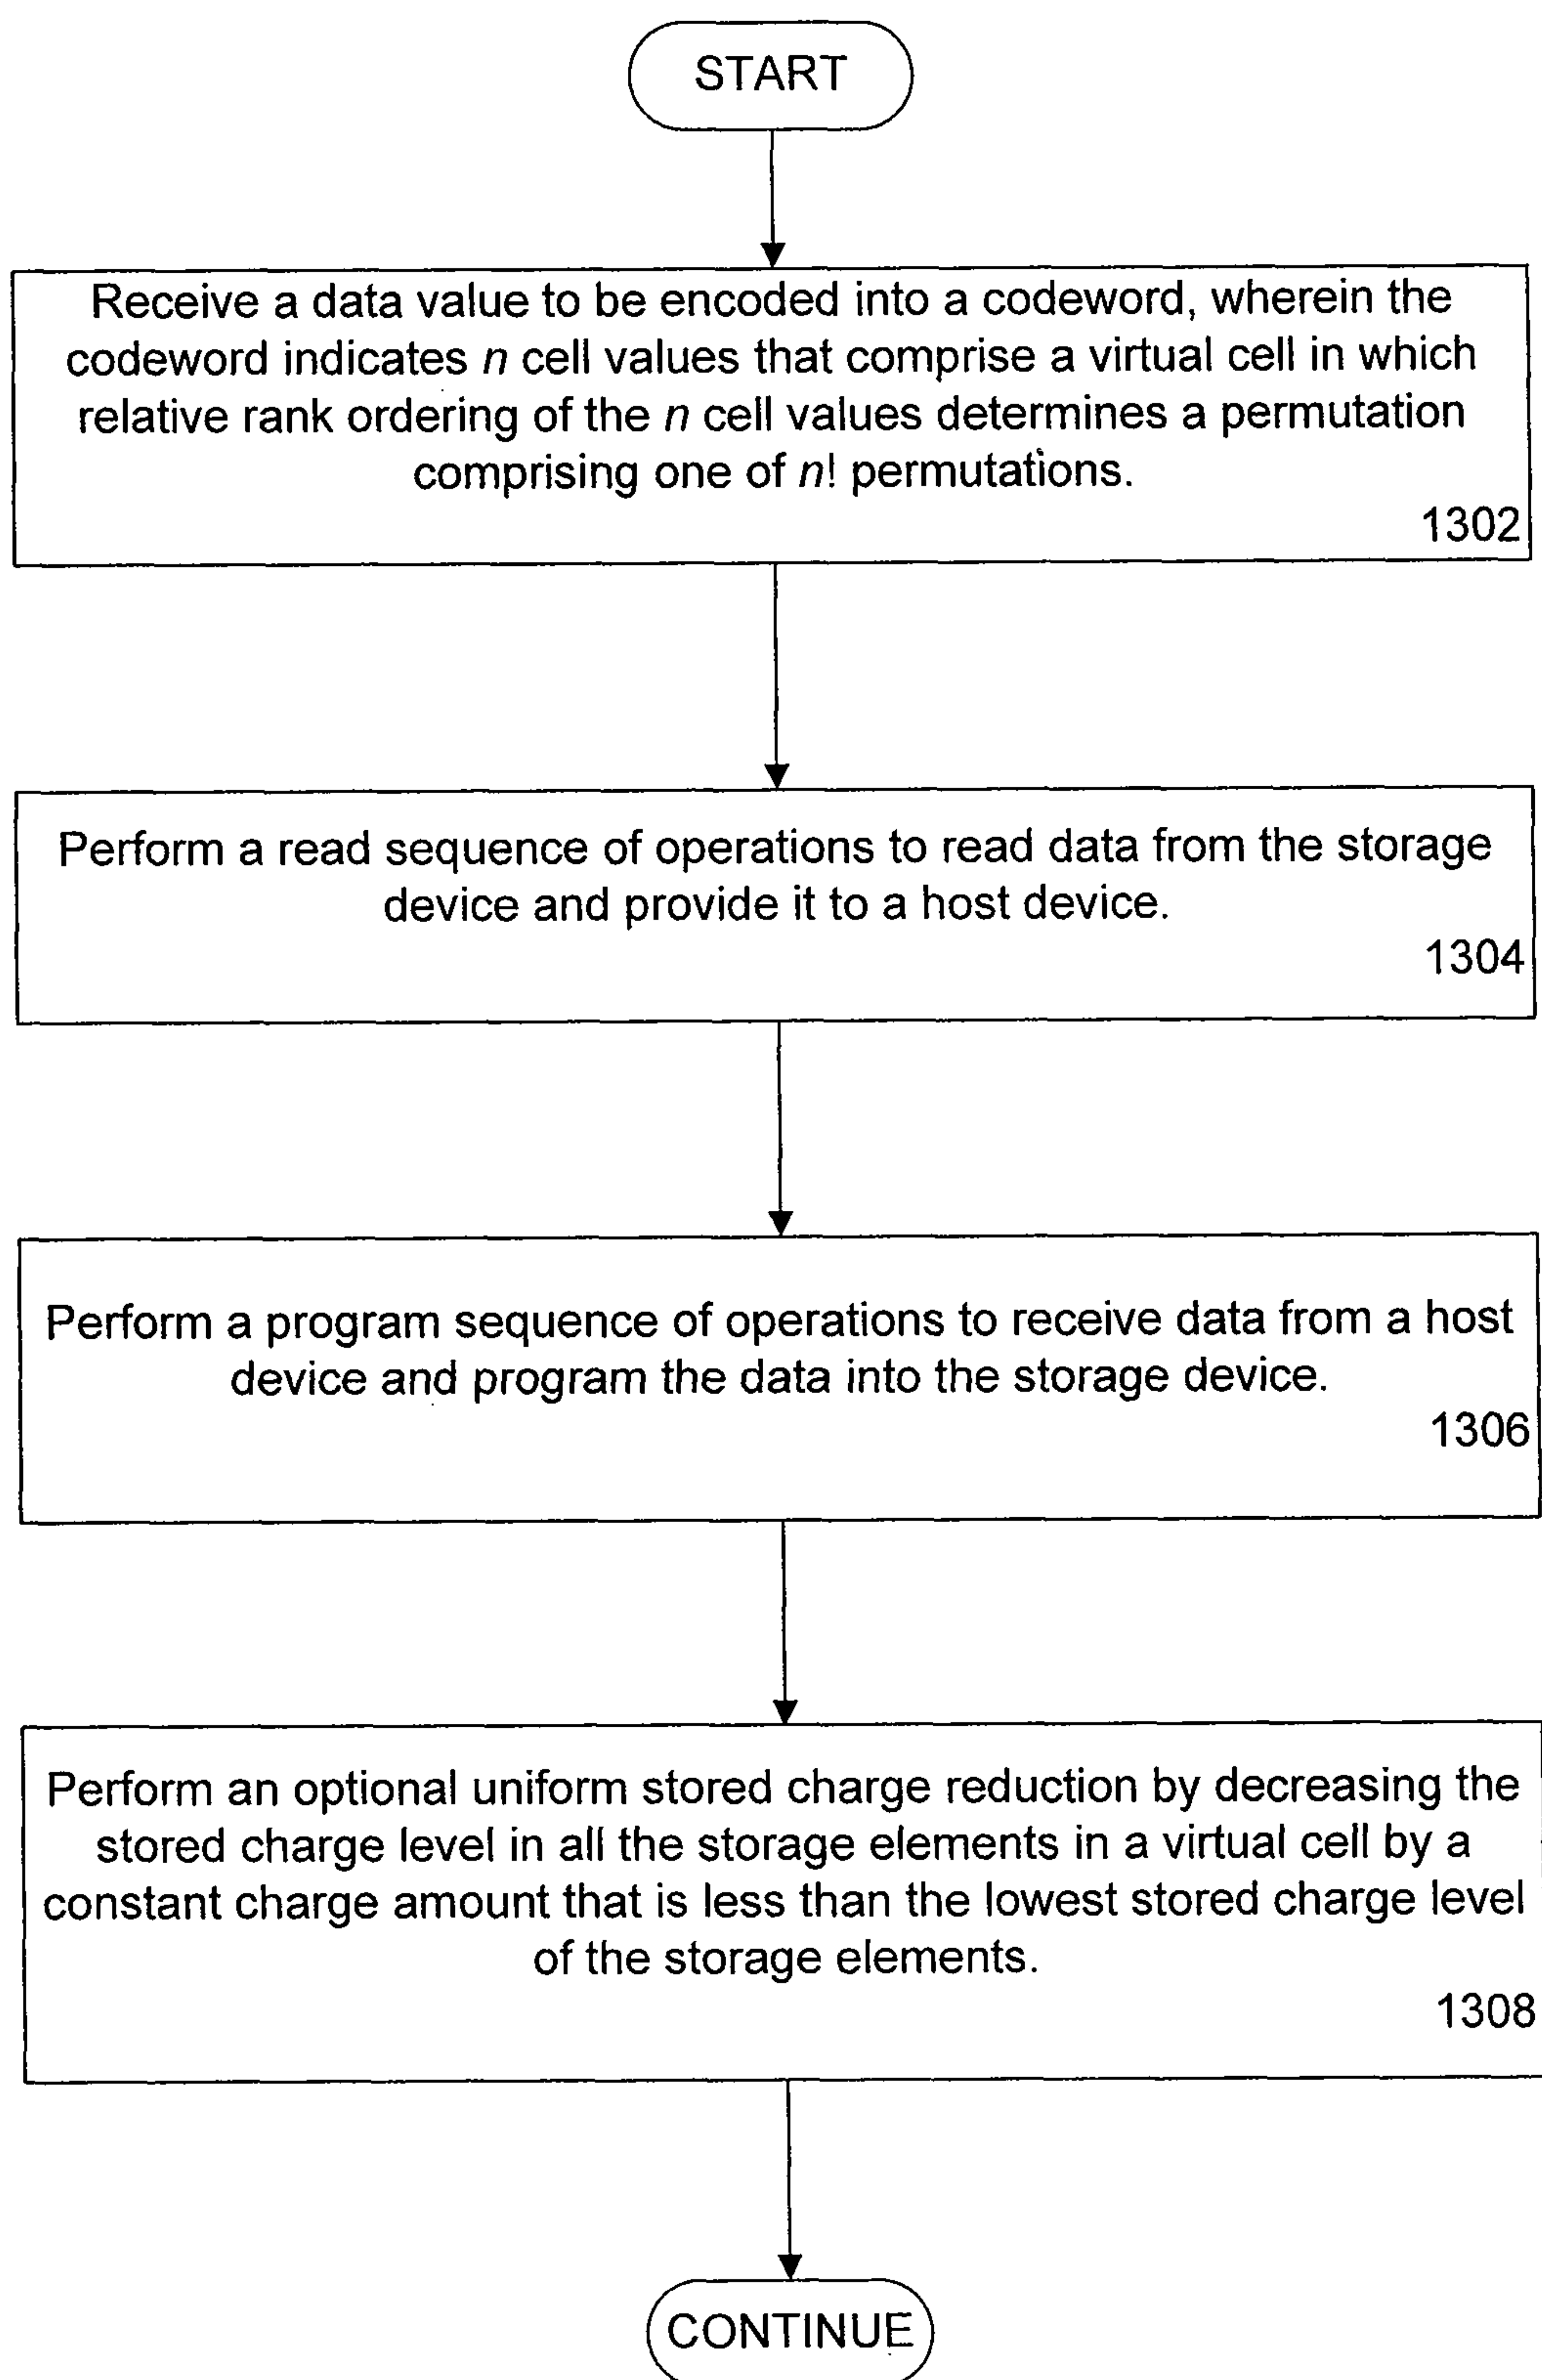 START
Receive a data value to be encoded into a codeword, wherein the
codeword indicates n cell values that comprise a virtual cell in which
relative rank ordering of the n cell values determines a permutation
comprising one of n! permutations.
1302
Perform a read sequence of operations to read data from the storage
device and provide it to a host device.
1304
Perform a program sequence of operations to receive data from a host
device and program the data into the storage device.
1306
Perform an optional uniform stored charge reduction by decreasing the
stored charge level in all the storage elements in a virtual cell by a
constant charge amount that is less than the lowest stored charge level
of the storage elements.
1308
CONTINUE